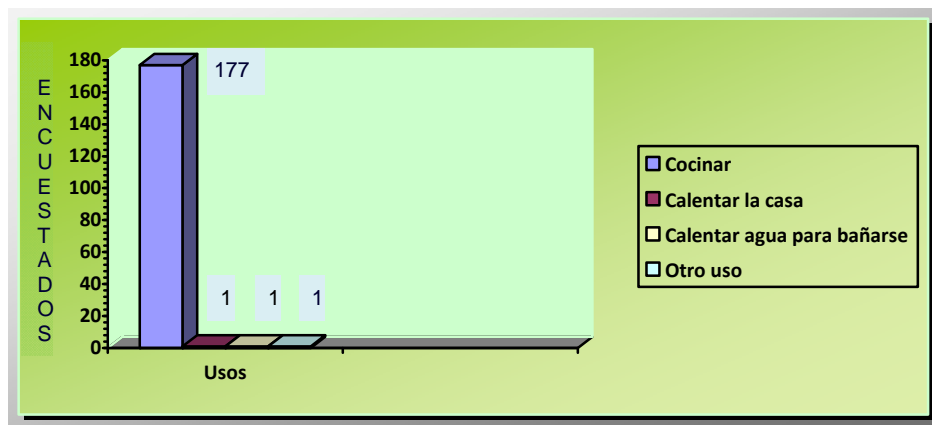 ENCUESTADOS
180
160
140
120
100
80
60
40
20
0
177
1
1
1
Usos
Cocinar
Calentar la casa
Calentar agua para bañarse
Otro uso